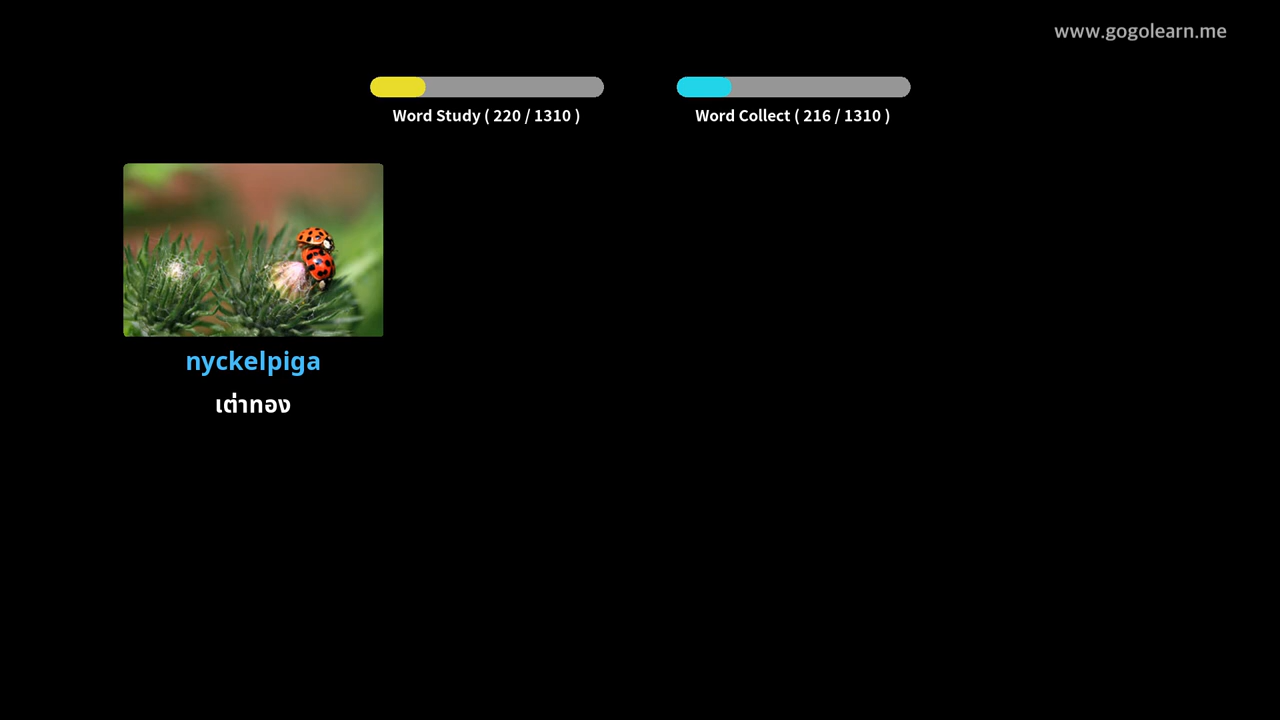 www.gogolearn.me
Word Study ( 220 / 1310 )
Word Collect ( 216 / 1310 )
nyckelpiga
เต่าทอง